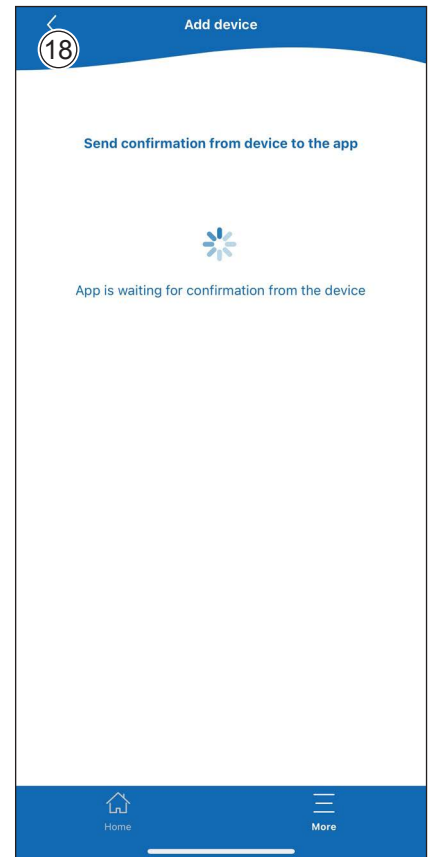 Add device
18
Send confirmation from device to the app
App is waiting for confirmation from the device
Home
More